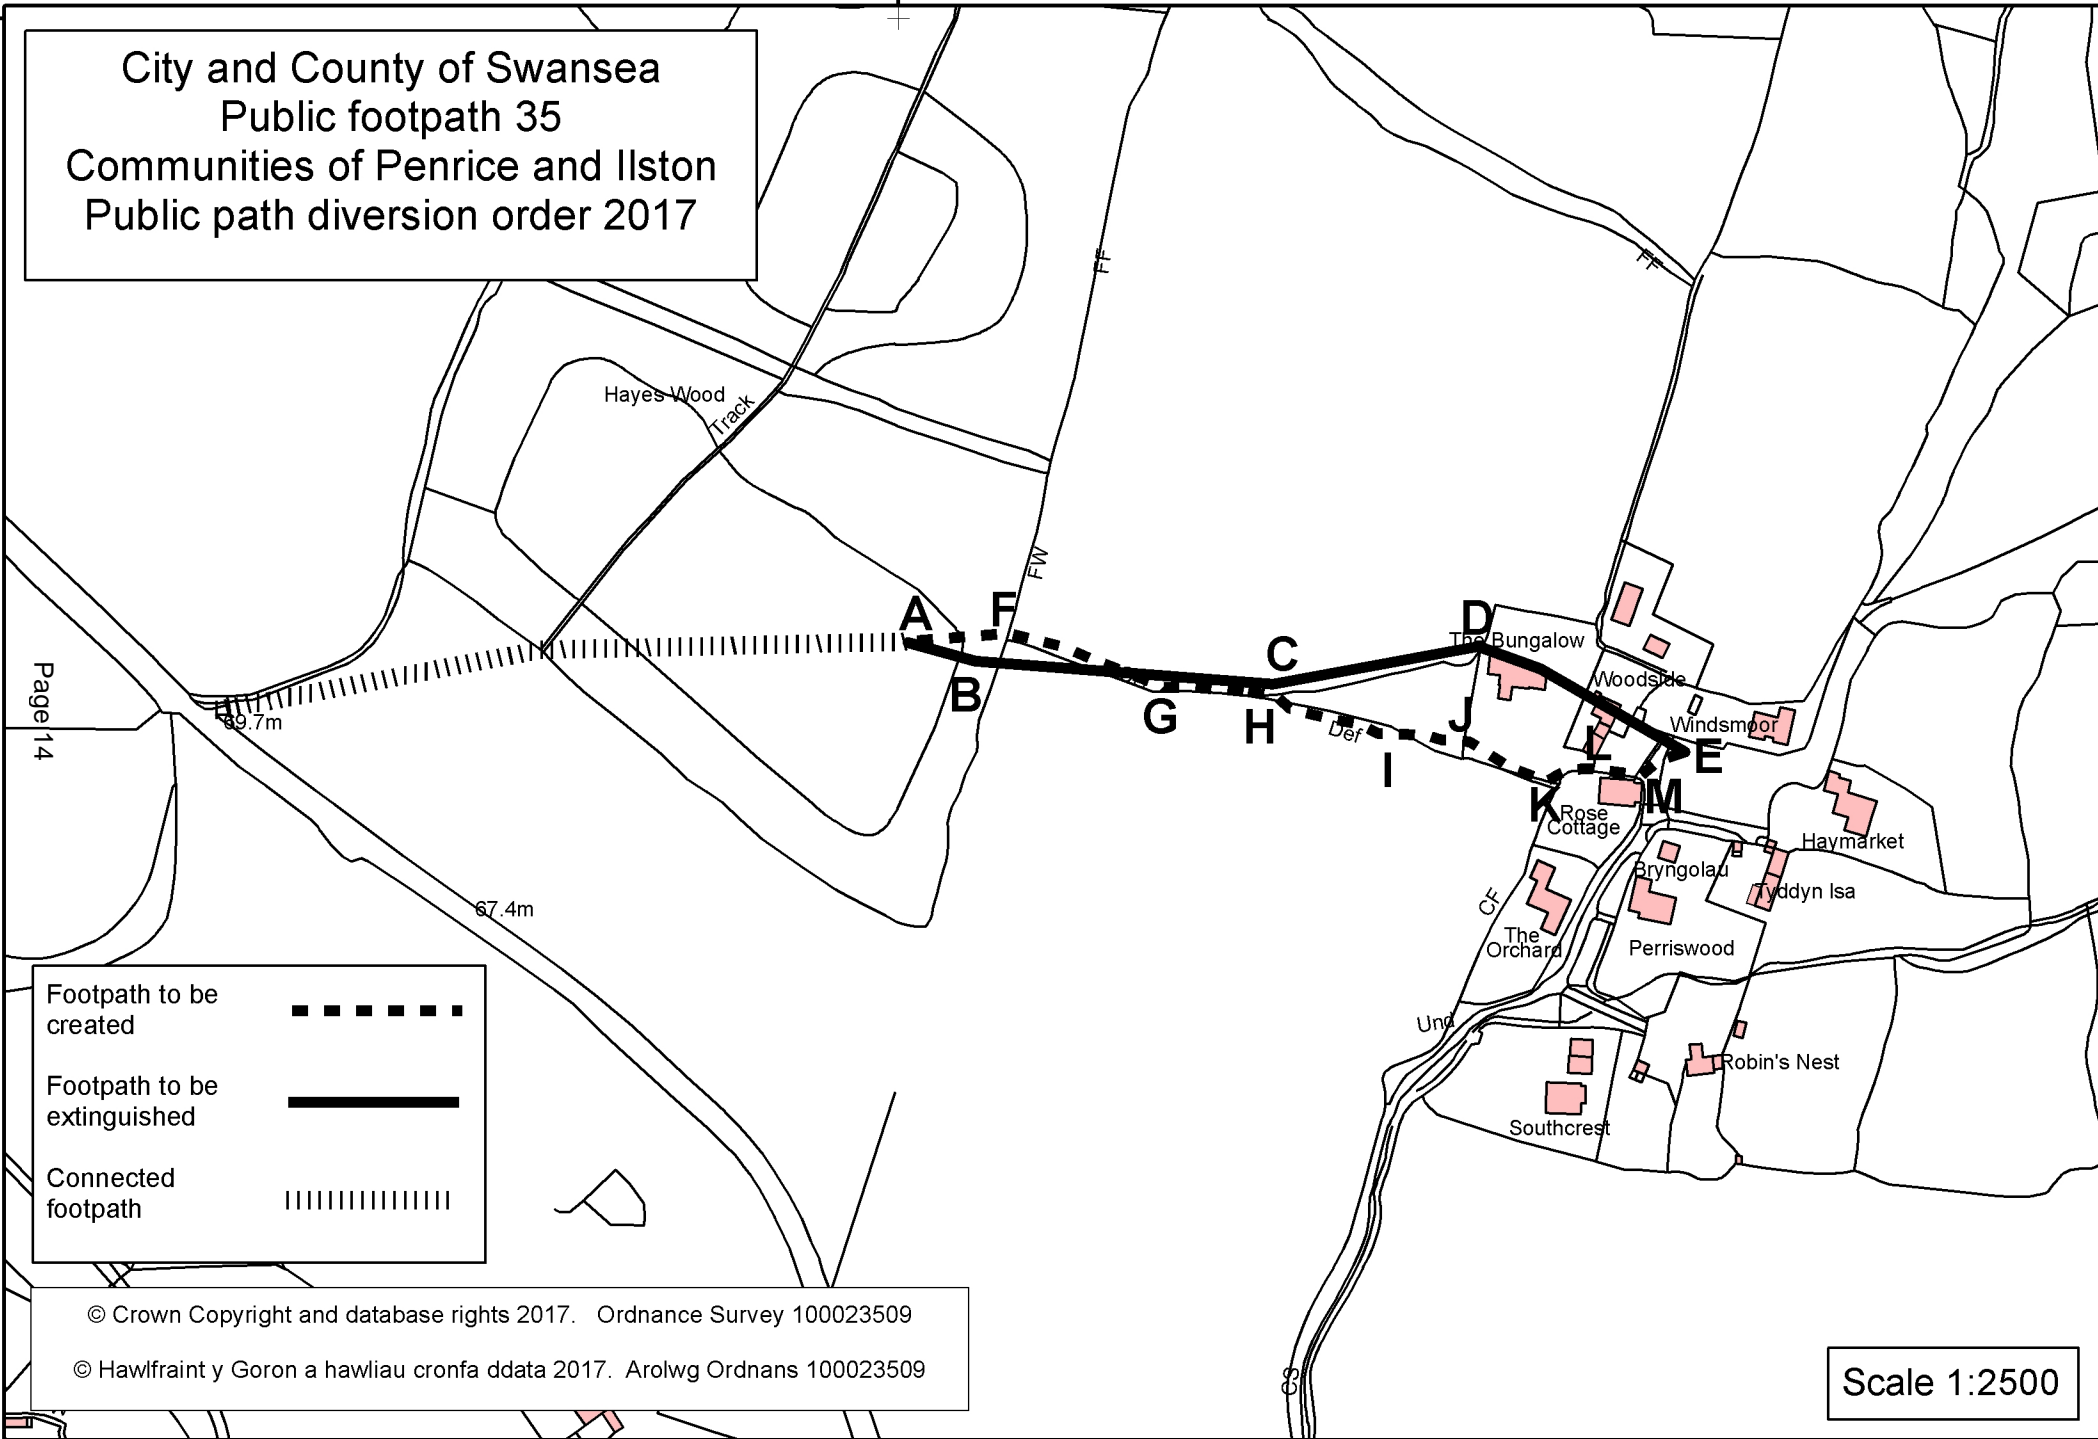 City and County of Swansea
Public footpath 35
Communities of Penrice and Ilston
Public path diversion order 2017
FF
FF
Hayes Wood
Track
FW
A
F
D
The Bungalow
C
Woodside
B
G
H
Def
J
I
Windsmoor
L
E
K
M
Rose
Cottage
Page 14
69.7m
Haymarket
Bryngolau
Tyddyn Isa
CF
The
Orchard
Perriswood
67.4m
Und
Robin's Nest
Southcrest
CS
Footpath to be
created
Footpath to be
extinguished
Connected
footpath
© Crown Copyright and database rights 2017. Ordnance Survey 100023509
© Hawlfraint y Goron a hawliau cronfa ddata 2017. Arolwg Ordnans 100023509
Scale 1:2500